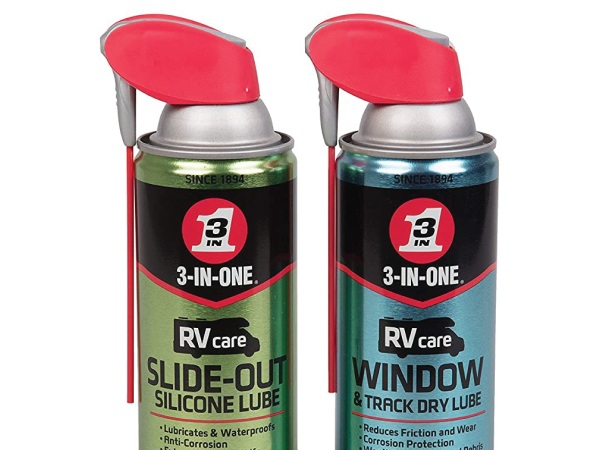 SINCE 1894
3
IN
1
3-IN-ONE®
RV care
SLIDE-OUT
SILICONE LUBE
• Lubricates & Waterproofs
• Anti-Corrosion
SINCE 1894
3
IN
1
3-IN-ONE®
RV care
WINDOW
& TRACK DRY LUBE
• Reduces Friction and Wear
• Corrosion Protection